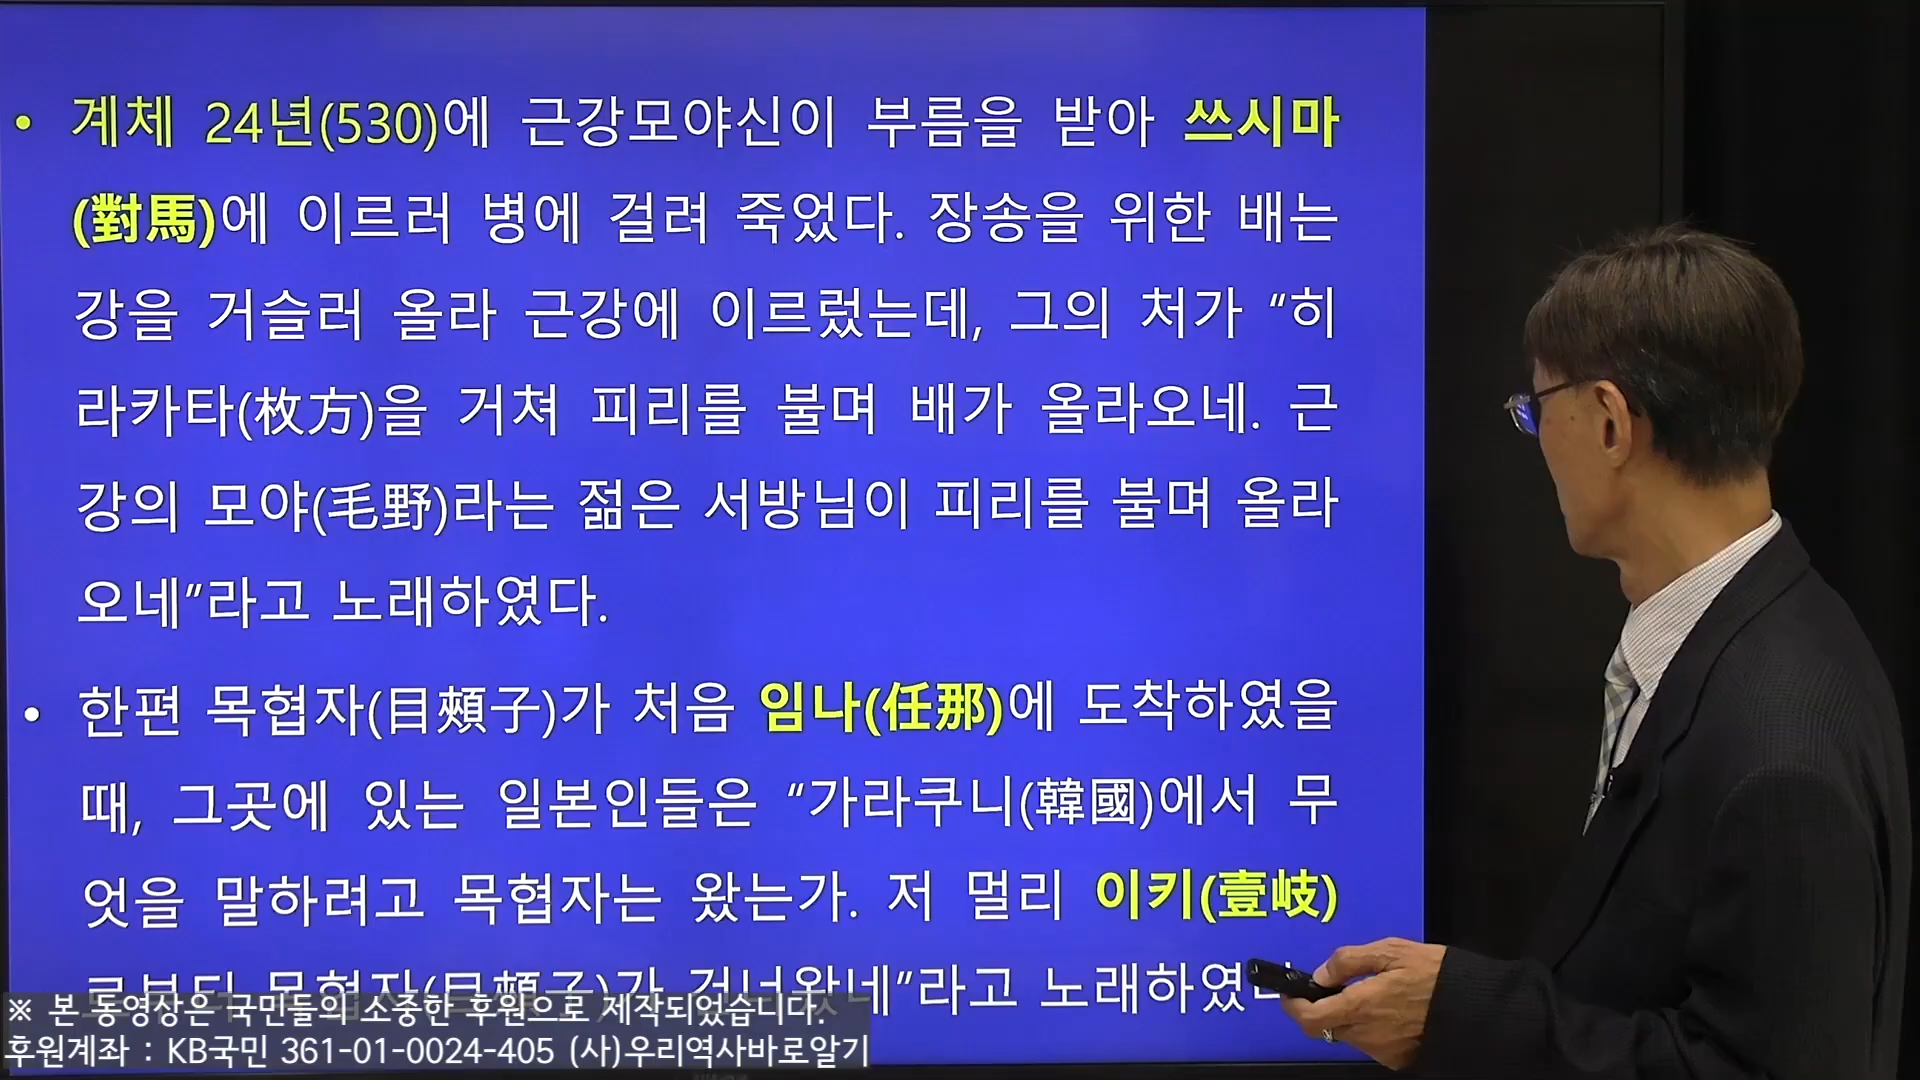 • 계체 24년(530)에 근강모야신이 부름을 받아 쓰시마
(對馬)에 이르러 병에 걸려 죽었다. 장송을 위한 배는
강을 거슬러 올라 근강에 이르렀는데, 그의 처가 “히
라카타(枚方)을 거쳐 피리를 불며 배가 올라오네. 근
강의 모야(毛野)라는 젊은 서방님이 피리를 불며 올라
오네”라고 노래하였다.
• 한편 목협자(目頰子)가 처음 임나(任那)에 도착하였을
때, 그곳에 있는 일본인들은 “가라쿠니(韓國)에서 무
엇을 말하려고 목협자는 왔는가. 저 멀리 이키(壹岐)
로부터 목협자(目頰子)가 건너왔네”라고 노래하였
※ 본 동영상은 국민들의 소중한 후원으로 제작되었습니다.
후원계좌 : KB국민 361-01-0024-405 (사)우리역사바로알기